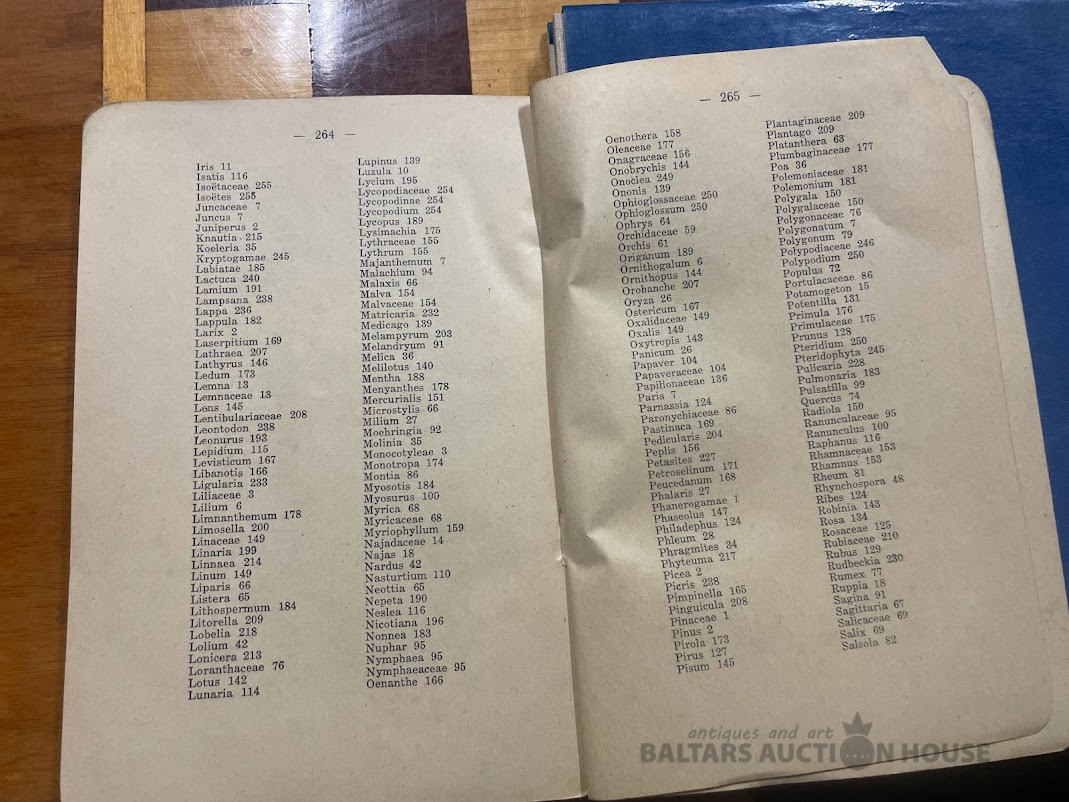 — 264 —
Iris 11
Isatis 116
Isoëtaceae 255
Isoëtes 255
Juncaceae 7
Juncus 7
Juniperus 2
Knautia 215
Koeleria 35
Kryptogamae 245
Labiatae 185
Lactuca 240
Lamium 191
Lampsana 238
Lappa 236
Lappula 182
Larix 2
Laserpitium 169
Lathraea 207
Lathyrus 146
Ledum 173
Lemna 13
Lemnaceae 13
Lens 145
Lentibulariaceae 208
Leontodon 238
Leonurus 193
Lepidium 115
Levisticum 167
Libanotis 166
Ligularia 233
Liliaceae 3
Lilium 6
Limnanthemum 178
Limosella 200
Linaceae 149
Linaria 199
Linnaea 214
Linum 149
Liparis 66
Listera 65
Lithospermum 184
Litorella 209
Lobelia 218
Lolium 42
Lonicera 213
Loranthaceae 76
Lotus 142
Lunaria 114
Lupinus 139
Luzula 10
Lycium 195
Lycopodiaceae 254
Lycopodinae 254
Lycopodium 254
Lycopus 189
Lysimachia 175
Lythraceae 155
Lythrum 155
Majanthemum 7
Malachium 94
Malaxis 66
Malva 154
Malvaceae 154
Matricaria 232
Medicago 139
Melampyrum 203
Melandryum 91
Melica 36
Melilotus 140
Mentha 188
Menyanthes 178
Mercurialis 151
Microstylis 66
Milium 27
Moehringia 92
Molinia 35
Monocotyleae 3
Monotropa 174
Montia 86
Myosotis 184
Myosurus 100
Myrica 68
Myricaceae 68
Myriophyllum 159
Najadaceae 14
Najas 18
Nardus 42
Nasturtium 110
Neottia 65
Nepeta 190
Neslea 116
Nicotiana 196
Nonnea 183
Nuphar 95
Nymphaea 95
Nymphaeaceae 95
Oenanthe 166
— 265 —
Oenothera 158
Oleaceae 177
Onagraceae 156
Onobrychis 144
Onoclea 249
Ononis 139
Ophioglossaceae 250
Ophioglossum 250
Ophrys 64
Orchidaceae 59
Orchis 61
Origanum 189
Ornithogalum 6
Ornithopus 144
Orobanche 207
Oryza 26
Ostericum 167
Oxalidaceae 149
Oxalis 149
Oxytropis 143
Panicum 26
Papaver 104
Papaveraceae 104
Papilionaceae 136
Paris 7
Parnassia 124
Paronychiaceae 86
Pastinaca 169
Pedicularis 204
Peplis 156
Petasites 227
Petroselinum 171
Peucedanum 168
Phalaris 27
Phanerogamae 1
Phaseolus 147
Philadephus 124
Phleum 28
Phragmites 34
Phyteuma 217
Picea 2
Picris 238
Pimpinella 165
Pinguicula 208
Pinaceae 1
Pinus 2
Pirola 173
Pirus 127
Pisum 145
Plantaginaceae 209
Plantago 209
Platanthera 63
Plumbaginaceae 177
Poa 36
Polemoniaceae 181
Polemonium 181
Polygala 150
Polygalaceae 150
Polygonaceae 76
Polygonatum 7
Polygonum 79
Polypodiaceae 246
Polypodium 250
Populus 72
Portulacaceae 86
Potamogeton 15
Potentilla 131
Primula 176
Primulaceae 175
Prunus 128
Pteridium 250
Pteridophyta 245
Pulicaria 228
Pulmonaria 183
Pulsatilla 99
Quercus 74
Radiola 150
Ranunculaceae 95
Ranunculus 100
Raphanus 116
Rhamnaceae 153
Rhamnus 153
Rheum 81
Rhynchospora 48
Ribes 124
Robinia 143
Rosa 134
Rosaceae 125
Rubiaceae 210
Rubus 129
Rudbeckia 230
Rumex 77
Ruppia 18
Sagina 91
Sagittaria 67
Salicaceae 69
Salix 69
Salsola 82
antiques and art
BALTARS AUCTION HOUSE